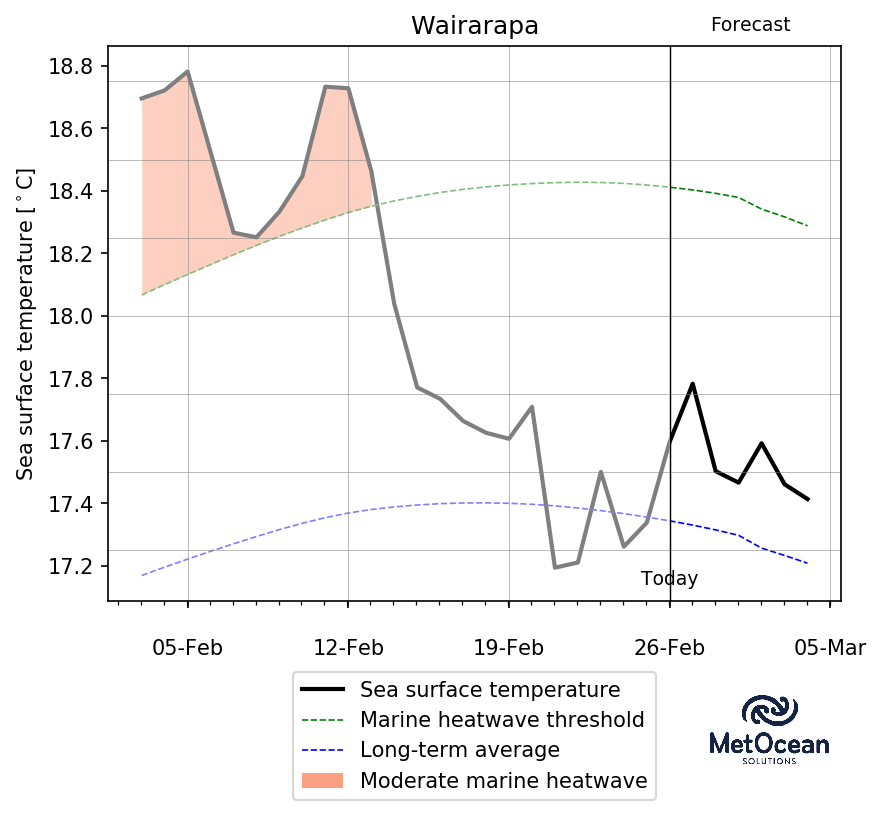 Wairarapa
Forecast
Sea surface temperature [°C]
18.8
18.6
18.4
18.2
18.0
17.8
17.6
17.4
17.2
Today
05-Feb
12-Feb
19-Feb
26-Feb
05-Mar
Sea surface temperature
Marine heatwave threshold
Long-term average
Moderate marine heatwave
MetOcean
SOLUTIONS